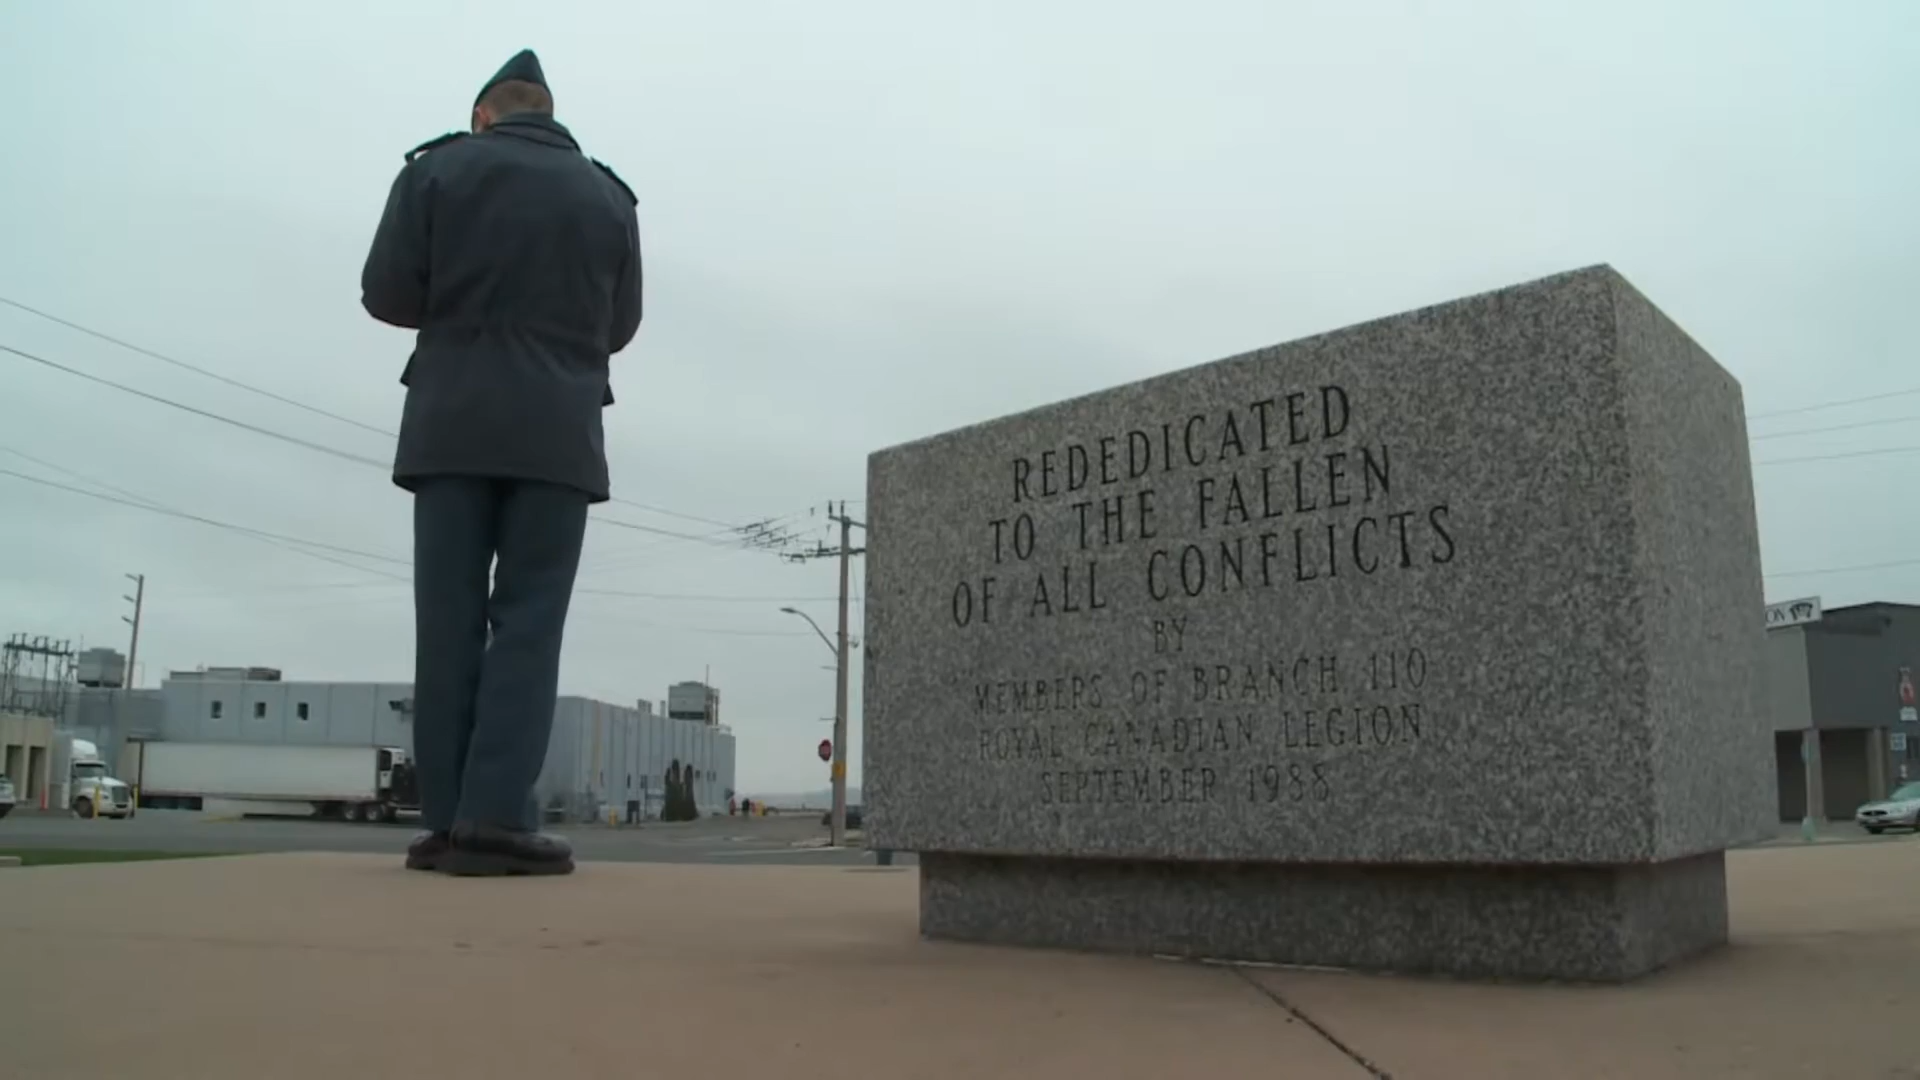 REDEDICATED
TO THE FALLEN
OF ALL CONFLICTS
BY
MEMBERS OF BRANCH 110
ROYAL CANADIAN LEGION
SEPTEMBER 1988